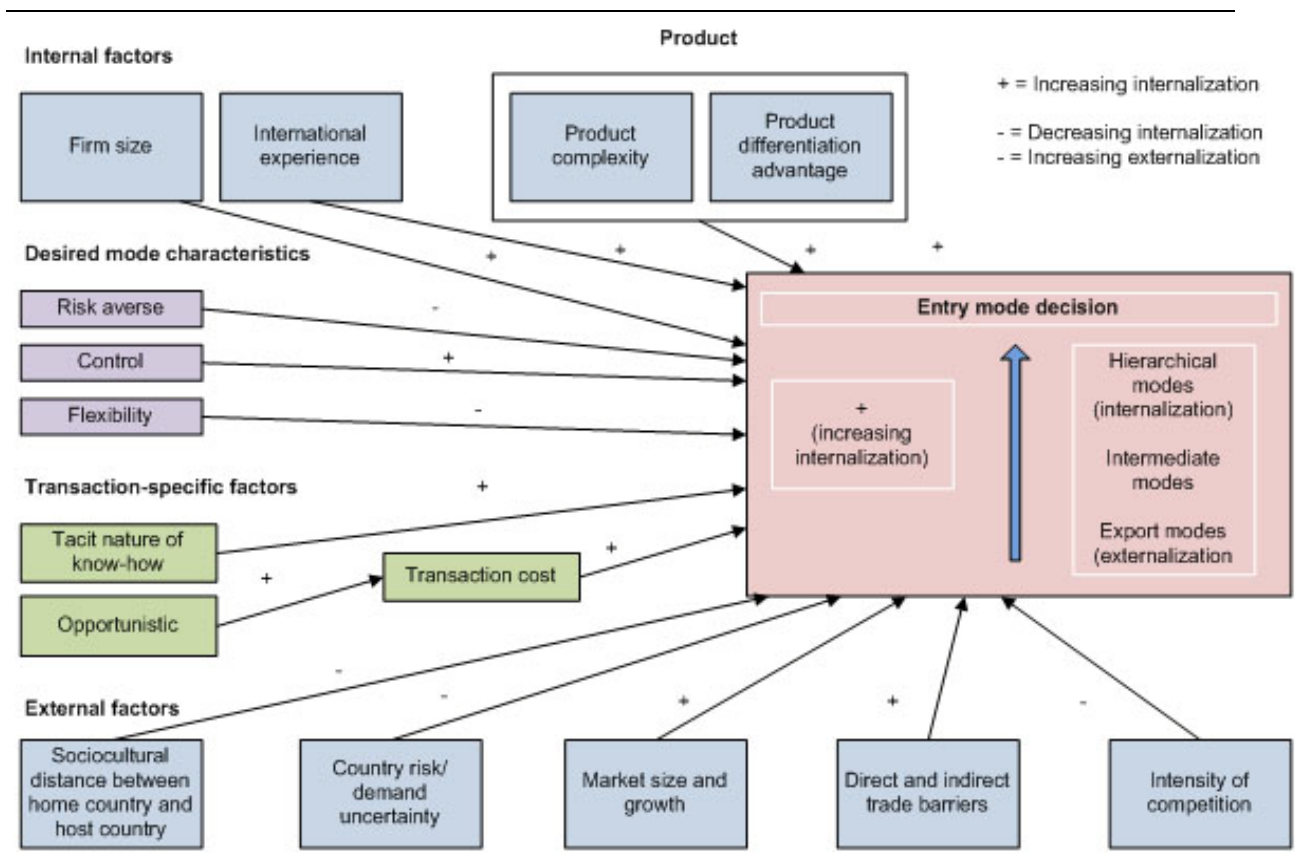 Product
Internal factors
+ = Increasing internalization
- = Decreasing internalization
- = Increasing externalization
Firm size
International
experience
Product
complexity
Product
differentiation
advantage
+
+
+
+
Desired mode characteristics
Risk averse
-
Control
+
Flexibility
-
Entry mode decision
+
(increasing
internalization)
Hierarchical
modes
(internalization)
Intermediate
modes
Export modes
(externalization
Transaction-specific factors
+
Tacit nature of
know-how
+
Opportunistic
Transaction cost
+
External factors
-
-
+
+
-
Sociocultural
distance between
home country and
host country
Country risk/
demand
uncertainty
Market size and
growth
Direct and indirect
trade barriers
Intensity of
competition